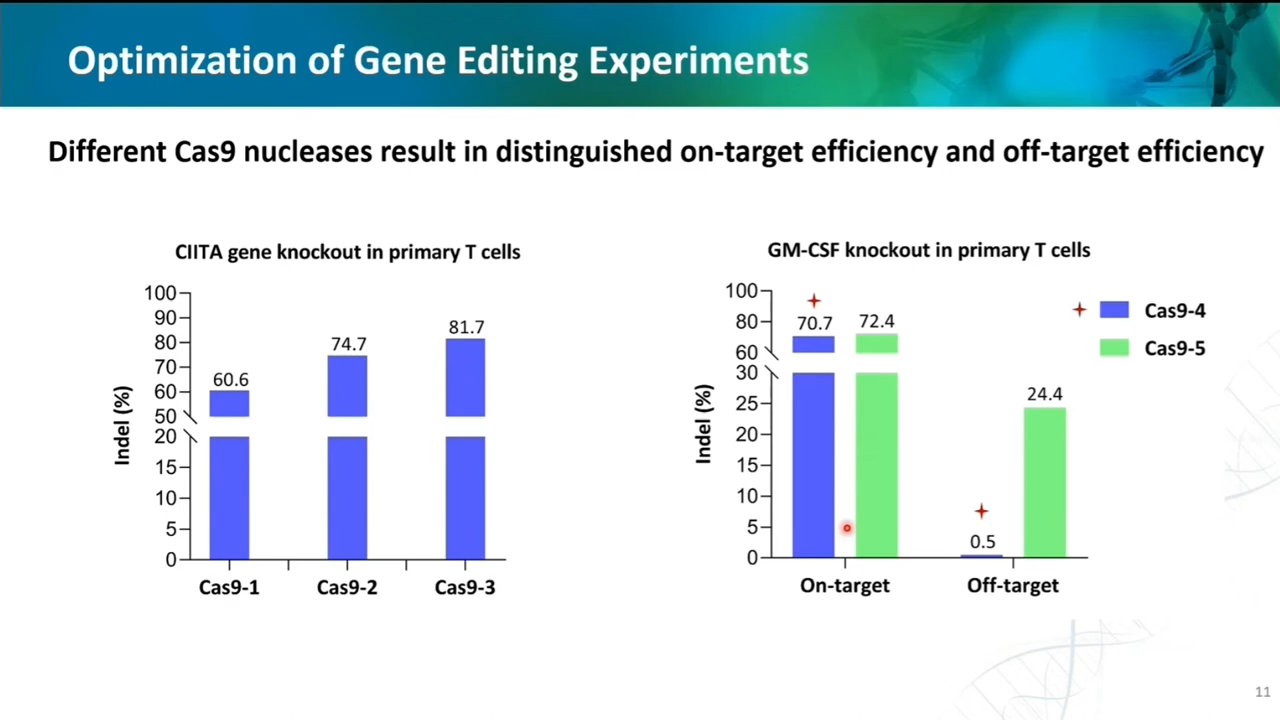 Optimization of Gene Editing Experiments
Different Cas9 nucleases result in distinguished on-target efficiency and off-target efficiency
CIITA gene knockout in primary T cells
Indel (%)
100
90
80
70
60
50
20
15
10
5
0
60.6
74.7
81.7
Cas9-1
Cas9-2
Cas9-3
GM-CSF knockout in primary T cells
Indel (%)
100
80
60
30
25
20
15
10
5
0
70.7
72.4
0.5
24.4
On-target
Off-target
Cas9-4
Cas9-5
11